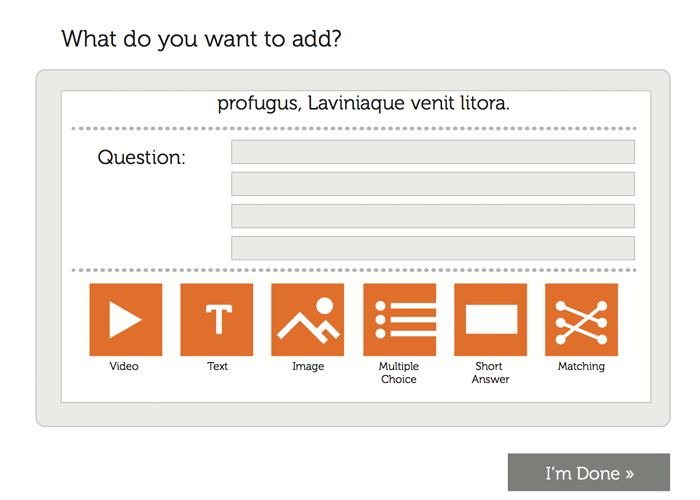 What do you want to add?
profugus, Laviniaque venit litora.
Question:
Video
Text
Image
Multiple
Choice
Short
Answer
Matching
I'm Done »